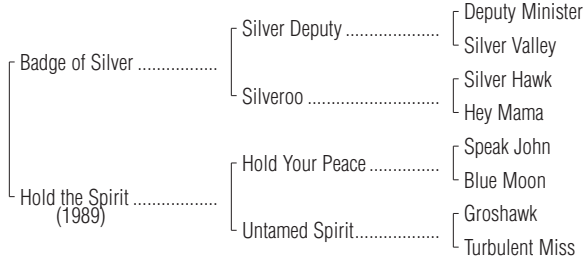 Deputy Minister
Silver Deputy ....................
Silver Valley
Badge of Silver .................
Silver Hawk
Silveroo ............................
Hey Mama
Speak John
Hold Your Peace ...............
Blue Moon
Hold the Spirit ..................
(1989)
Groshawk
Untamed Spirit..................
Turbulent Miss